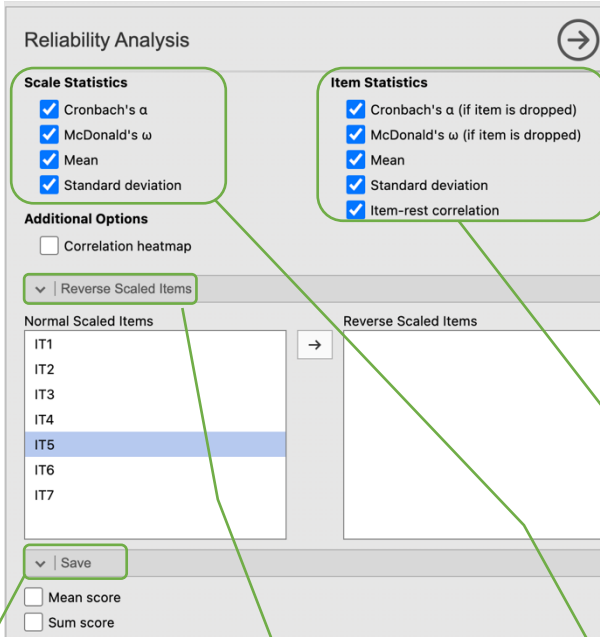 Reliability Analysis
Scale Statistics
Cronbach's α
McDonald's ω
Mean
Standard deviation
Item Statistics
Cronbach's α (if item is dropped)
McDonald's ω (if item is dropped)
Mean
Standard deviation
Item-rest correlation
Additional Options
Correlation heatmap
Reverse Scaled Items
Normal Scaled Items
IT1
IT2
IT3
IT4
IT5
IT6
IT7
Reverse Scaled Items
Save
Mean score
Sum score